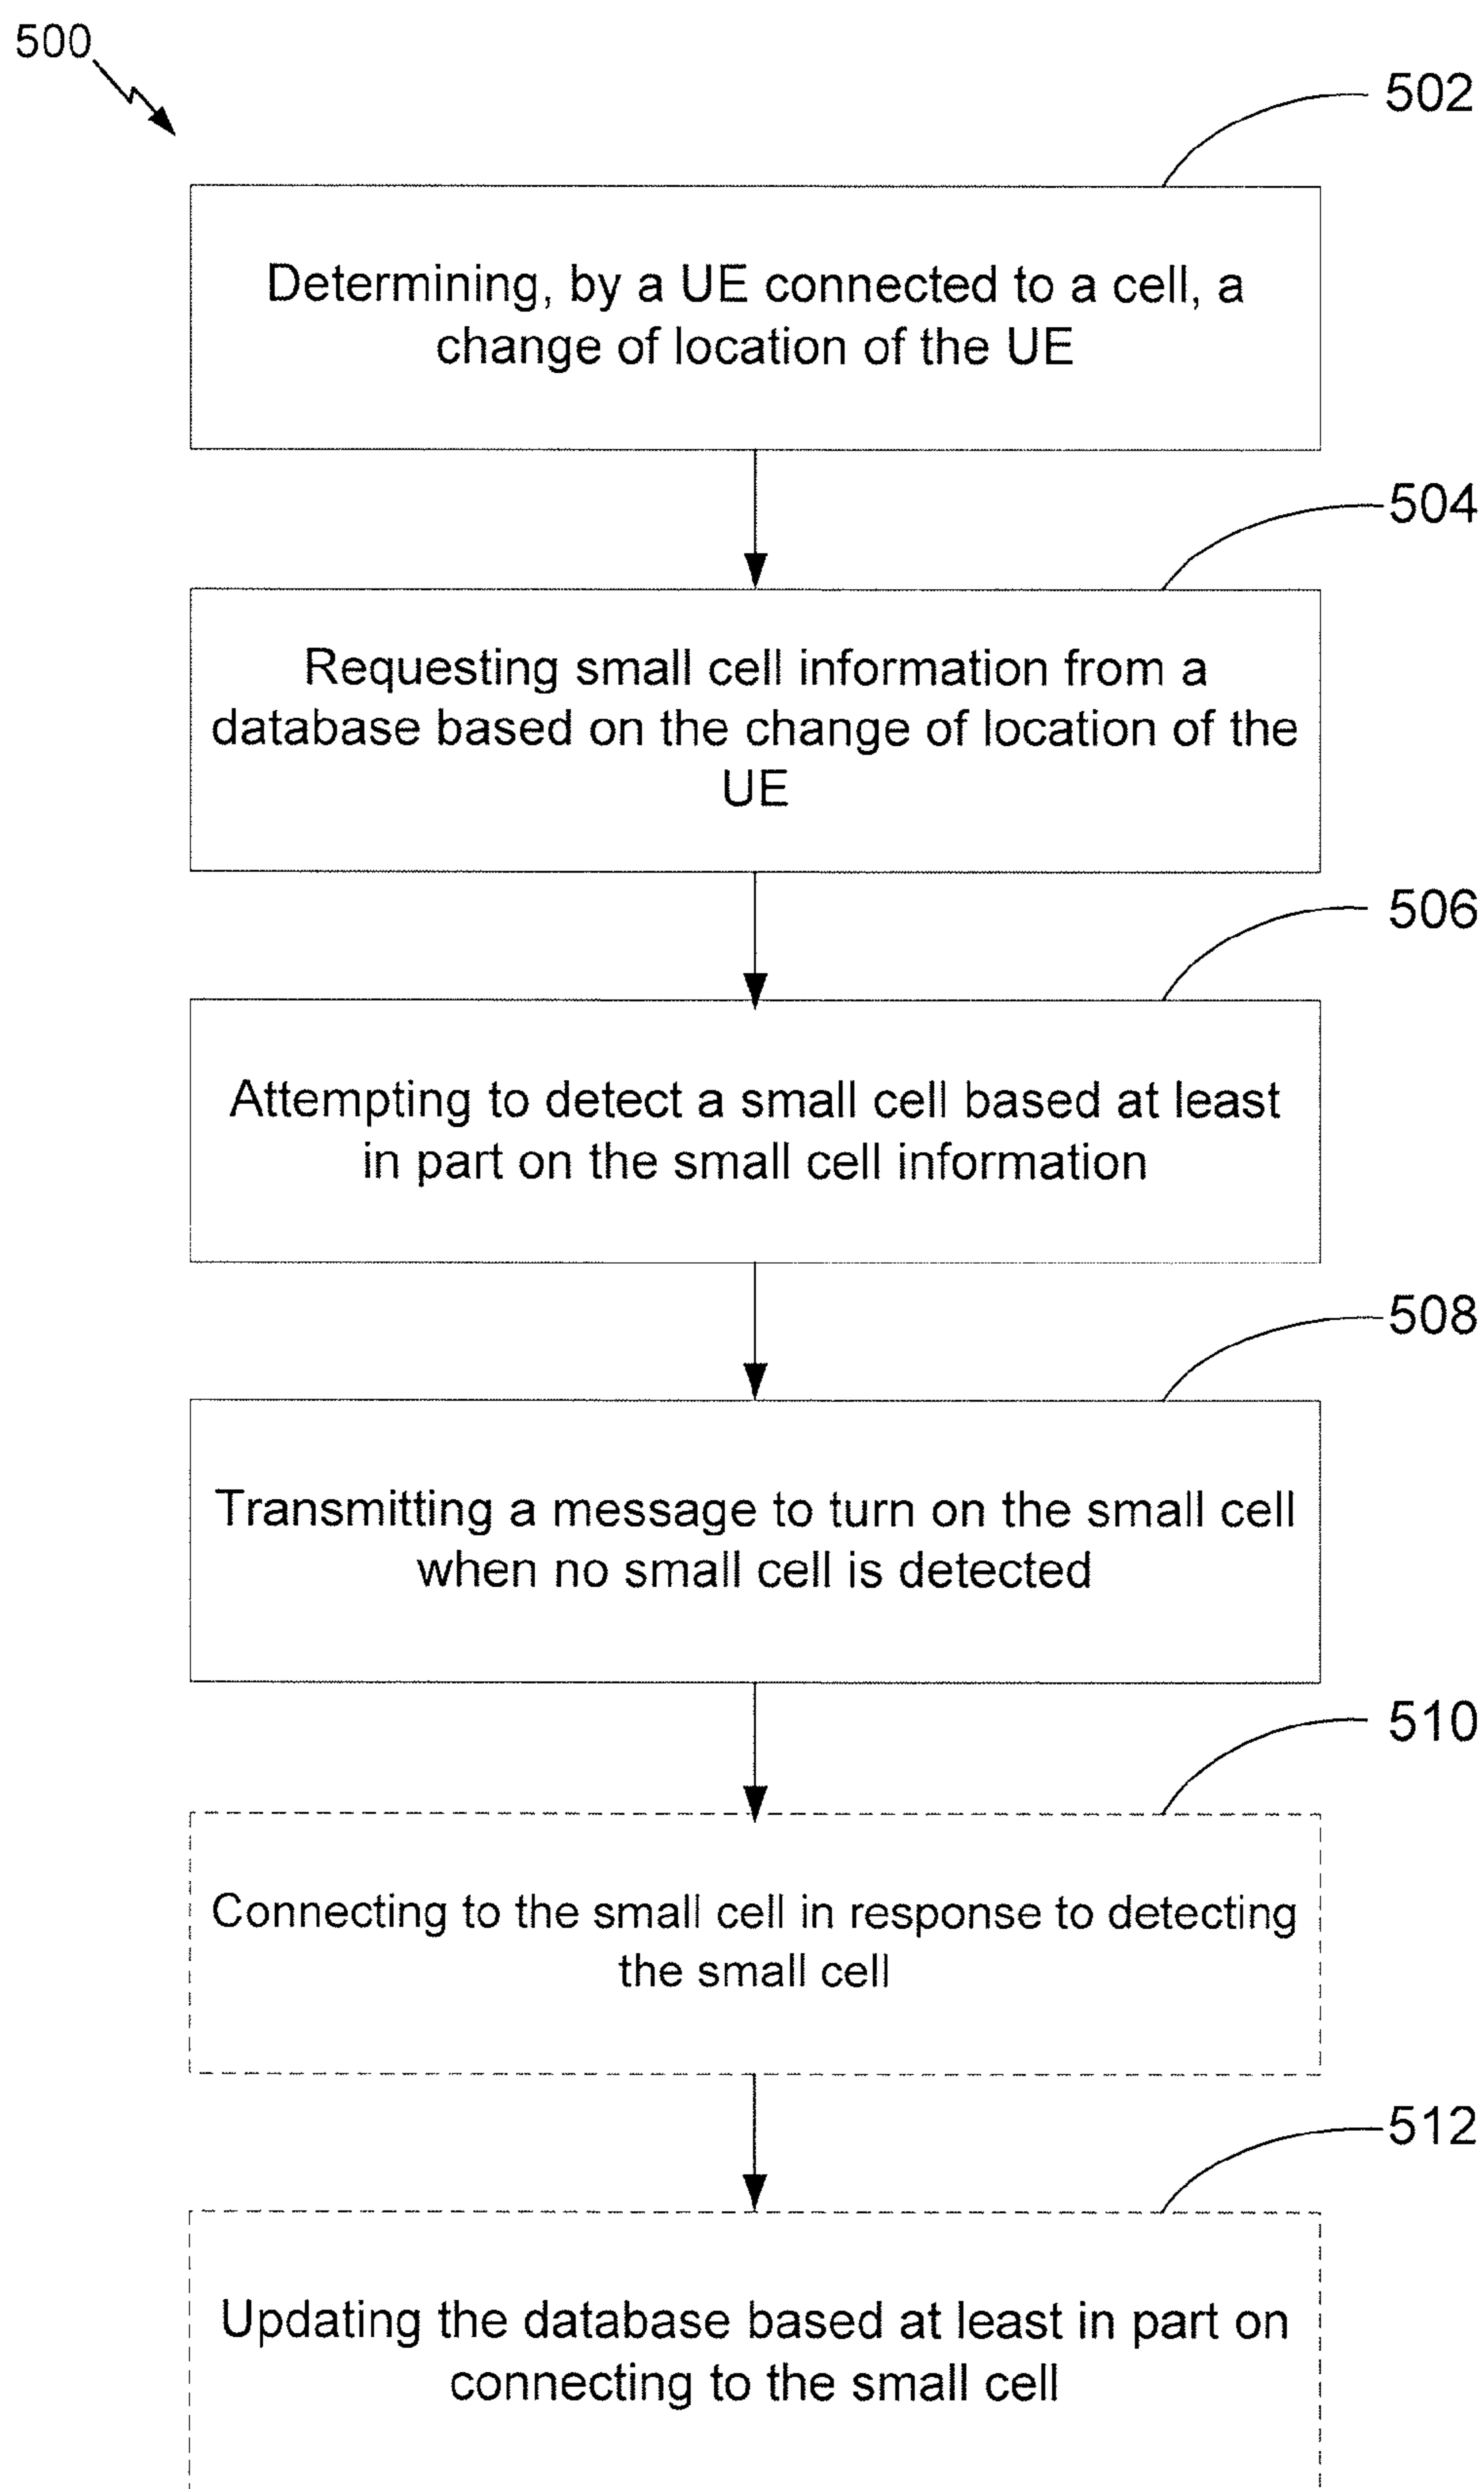 500
502
Determining, by a UE connected to a cell, a
change of location of the UE
504
Requesting small cell information from a
database based on the change of location of the
UE
506
Attempting to detect a small cell based at least
in part on the small cell information
508
Transmitting a message to turn on the small cell
when no small cell is detected
510
Connecting to the small cell in response to detecting
the small cell
512
Updating the database based at least in part on
connecting to the small cell